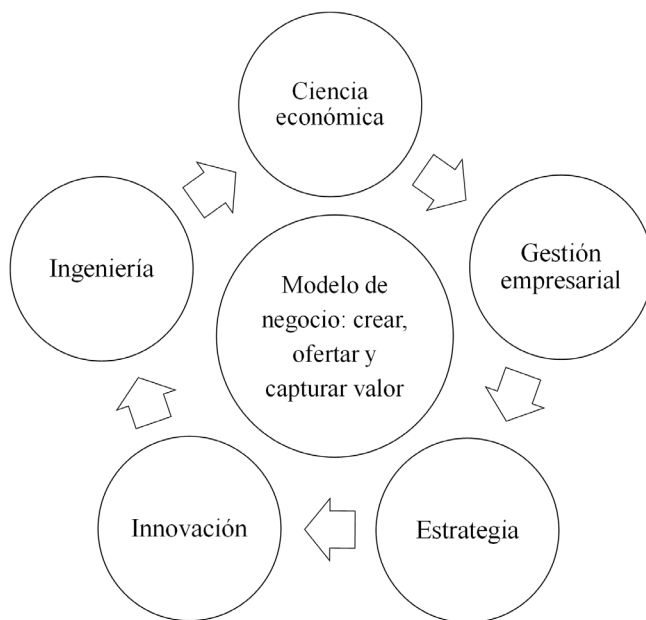 Ciencia
económica
Gestión
empresarial
Estrategia
Innovación
Ingeniería
Modelo de
negocio: crear,
ofertar y
capturar valor